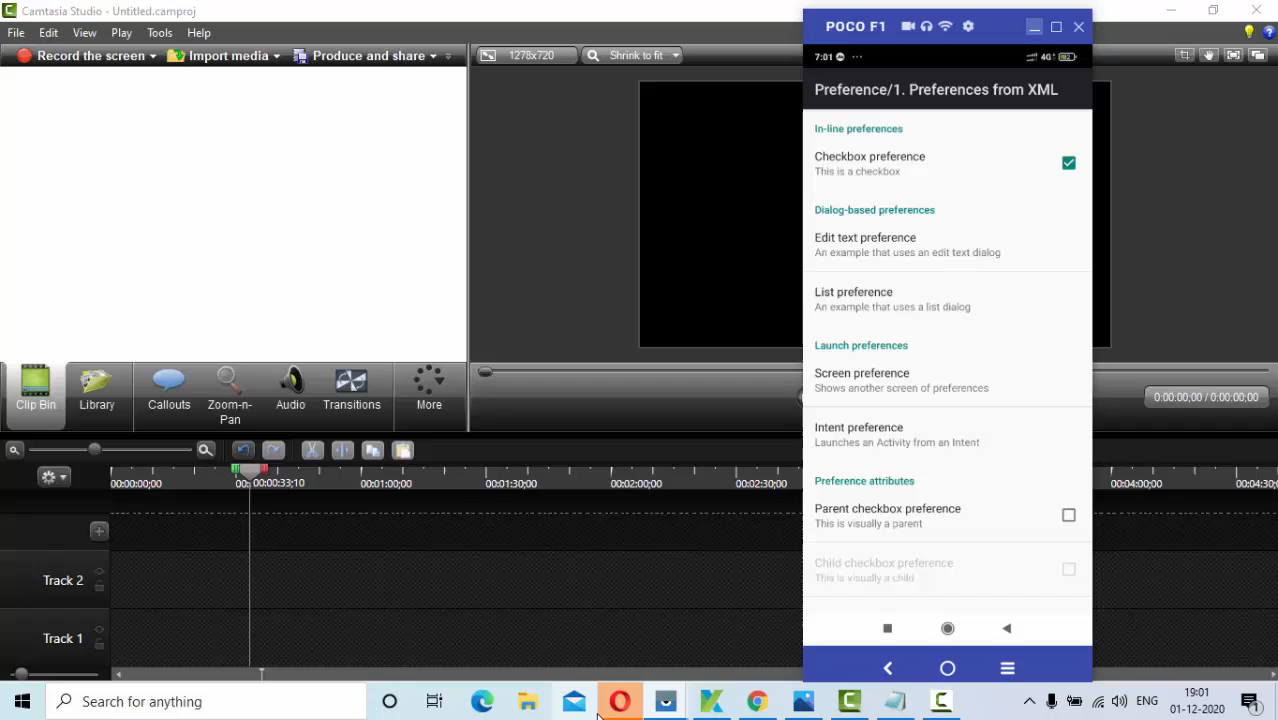 Camtasia Studio - Untitled.camproj
File Edit View Play Tools Help
Record the screen Import media Produce and share
1278x720 Shrink to fit
Clip Bin Library Callouts Zoom-n-Pan Audio Transitions More
0:00:00;00 / 0:00:00;00
00:00:00;00 00: 00:00:33;10 00:01:00;00 00:01:30;00 00:02:00;00 00:02:30;00 00:04:00;00 00:04:30;
Track 2
Track 1
POCO F1
7:01 4G 82
Preference/1. Preferences from XML
In-line preferences
Checkbox preference
This is a checkbox
Dialog-based preferences
Edit text preference
An example that uses an edit text dialog
List preference
An example that uses a list dialog
Launch preferences
Screen preference
Shows another screen of preferences
Intent preference
Launches an Activity from an Intent
Preference attributes
Parent checkbox preference
This is visually a parent
Child checkbox preference
This is visually a child
Search for anything
ENG
19:01
01-12-2020
1